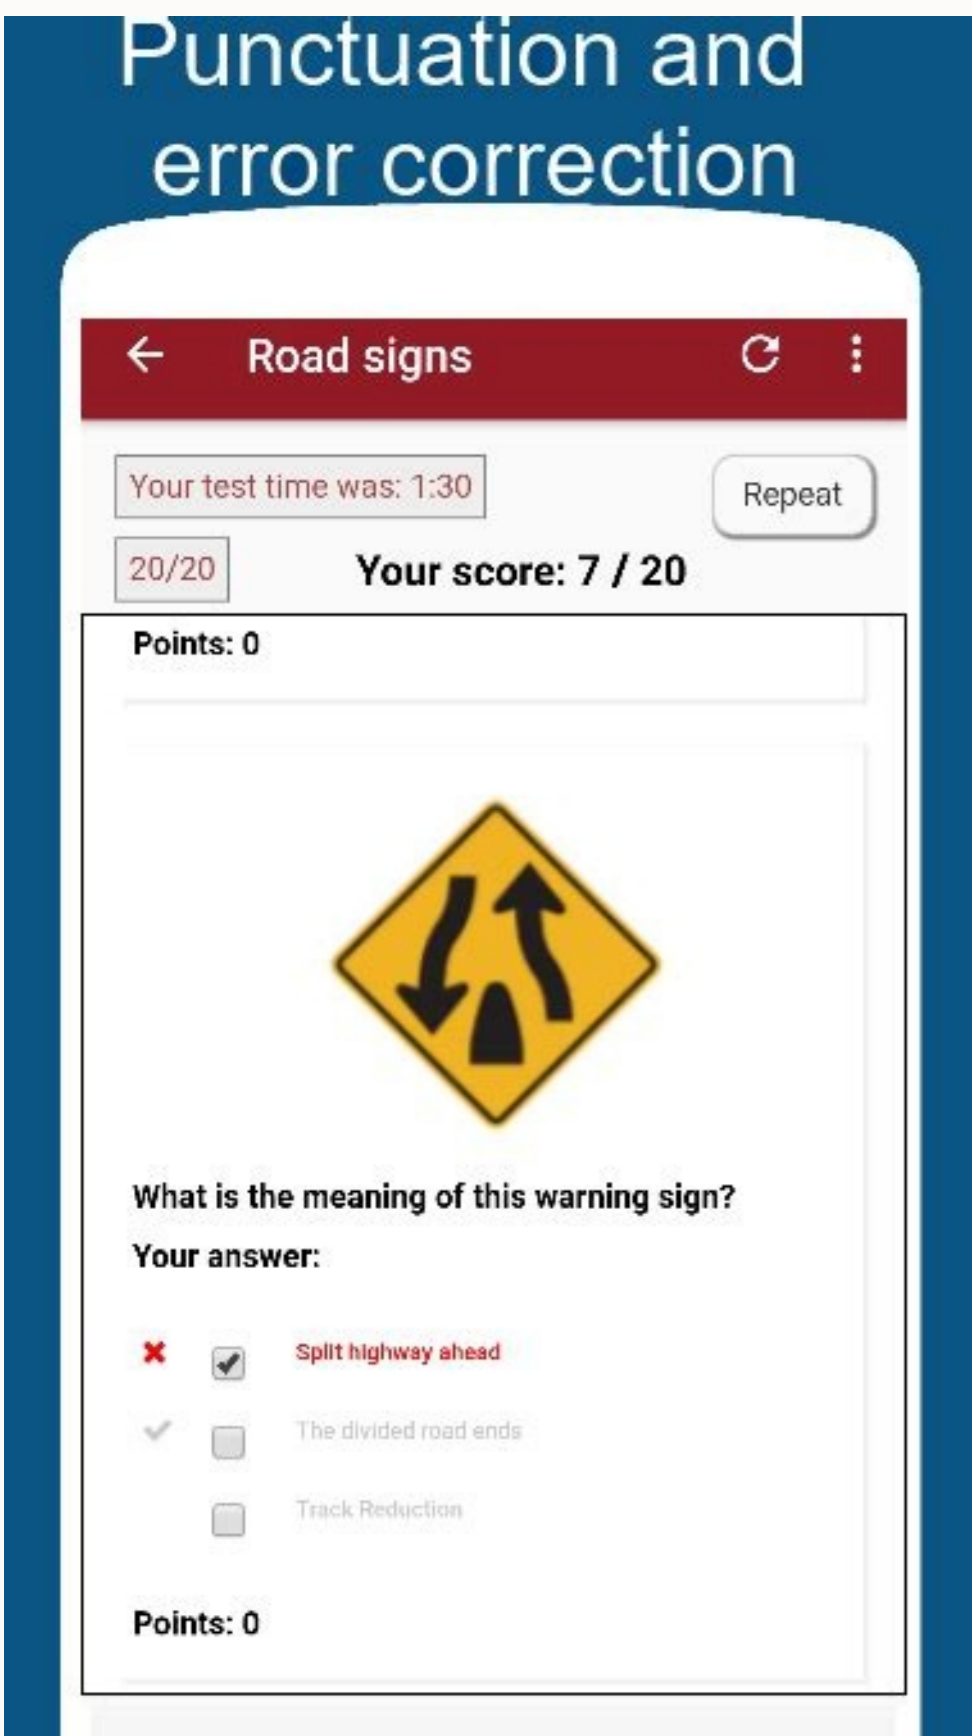 Punctuation and
error correction
Road signs
Your test time was: 1:30
Repeat
20/20
Your score: 7 / 20
Points: 0
What is the meaning of this warning sign?
Your answer:
Split highway ahead
The divided road ends
Track Reduction
Points: 0